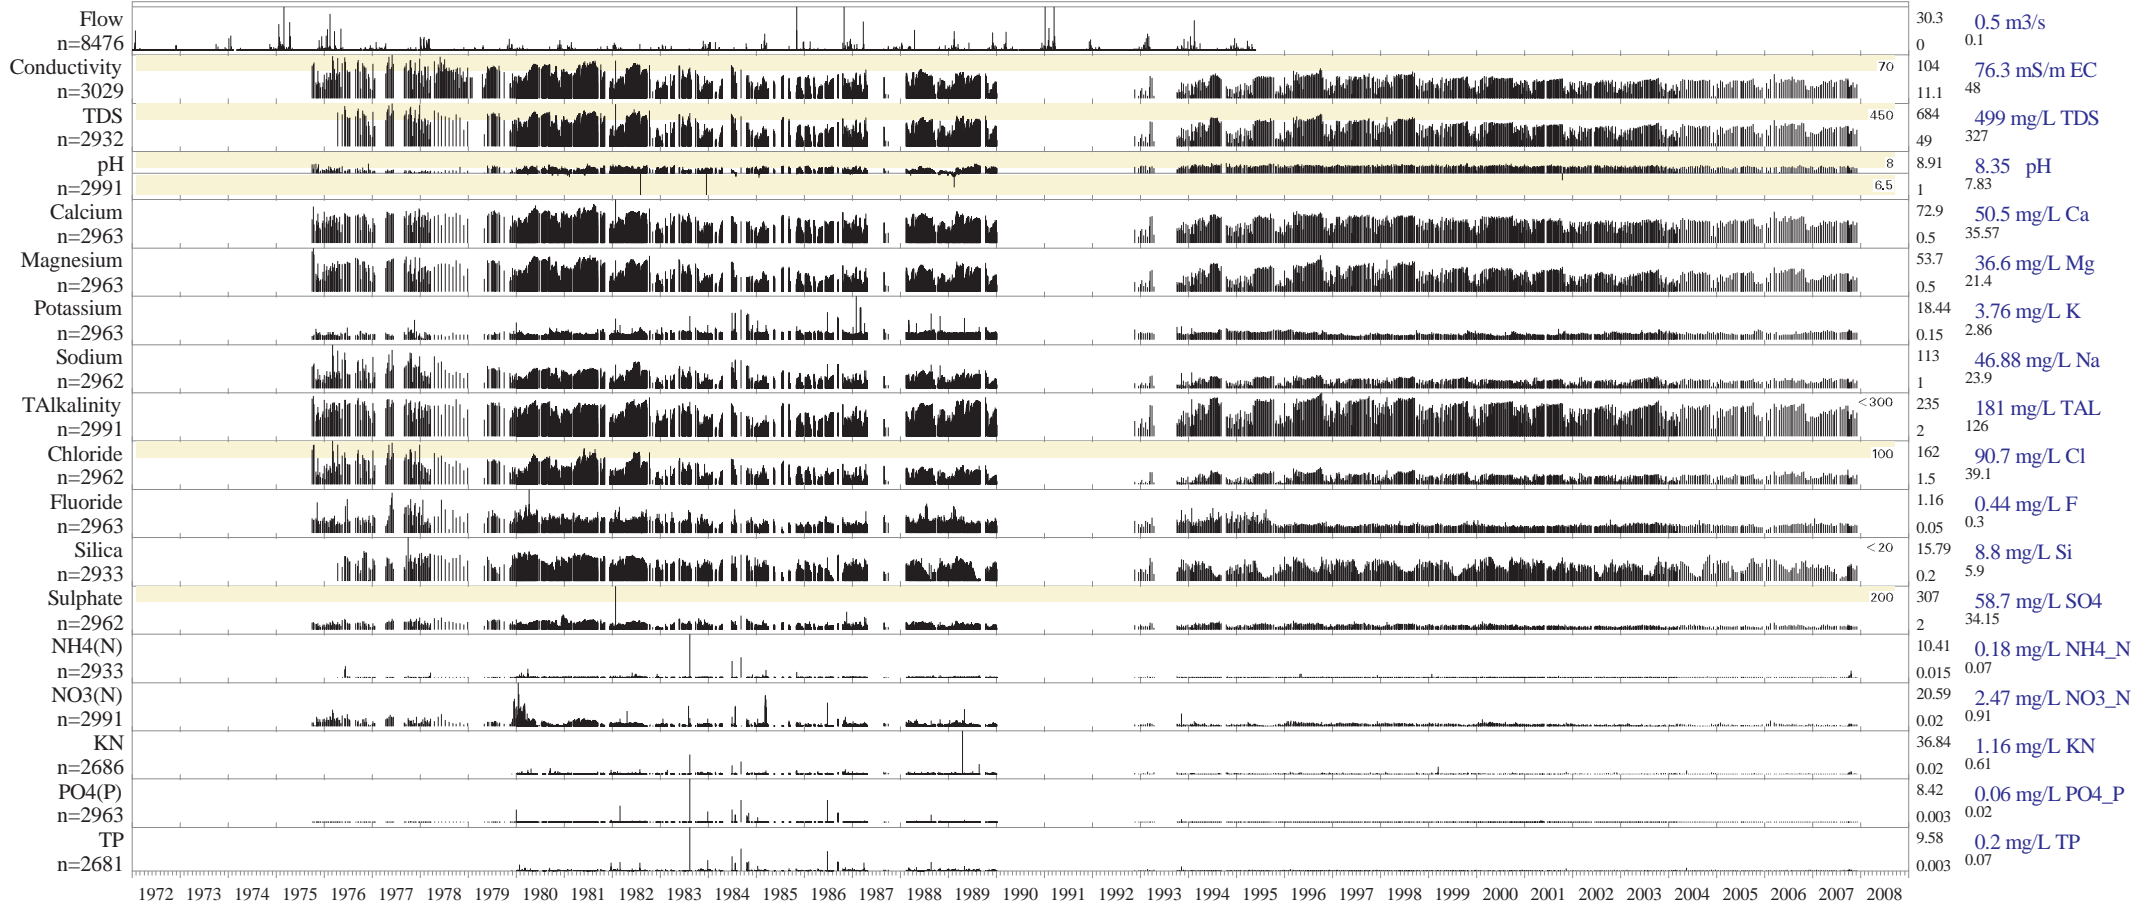 Flow 30.3 0.5 m3/s
n=8476 0 0.1
Conductivity 70 104 76.3 mS/m EC
n=3029 11.1 48
TDS 450 684 499 mg/L TDS
n=2932 49 327
pH 8 8.91 8.35 pH
n=2991 6.5 1 7.83
Calcium 72.9 50.5 mg/L Ca
n=2963 0.5 35.57
Magnesium 53.7 36.6 mg/L Mg
n=2963 0.5 21.4
Potassium 18.44 3.76 mg/L K
n=2963 0.15 2.86
Sodium 113 46.88 mg/L Na
n=2962 1 23.9
TAlkalinity <300 235 181 mg/L TAL
n=2991 2 126
Chloride 100 162 90.7 mg/L Cl
n=2962 1.5 39.1
Fluoride 1.16 0.44 mg/L F
n=2963 0.05 0.3
Silica <20 15.79 8.8 mg/L Si
n=2933 0.2 5.9
Sulphate 200 307 58.7 mg/L SO4
n=2962 2 34.15
NH4(N) 10.41 0.18 mg/L NH4_N
n=2933 0.015 0.07
NO3(N) 20.59 2.47 mg/L NO3_N
n=2991 0.02 0.91
KN 36.84 1.16 mg/L KN
n=2686 0.02 0.61
PO4(P) 8.42 0.06 mg/L PO4_P
n=2963 0.003 0.02
TP 9.58 0.2 mg/L TP
n=2681 0.003 0.07
1972 1973 1974 1975 1976 1977 1978 1979 1980 1981 1982 1983 1984 1985 1986 1987 1988 1989 1990 1991 1992 1993 1994 1995 1996 1997 1998 1999 2000 2001 2002 2003 2004 2005 2006 2007 2008